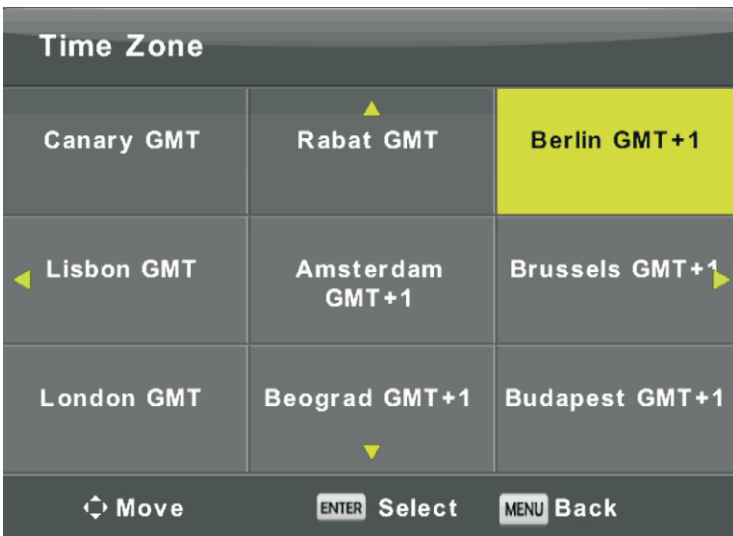 Time Zone
Canary GMT
Rabat GMT
Berlin GMT+1
Lisbon GMT
Amsterdam
GMT+1
Brussels GMT+1
London GMT
Beograd GMT+1
Budapest GMT+1
Move
ENTER Select
MENU Back